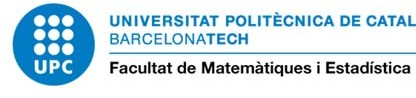 UPC
UNIVERSITAT POLITÈCNICA DE CATAL
BARCELONATECH
Facultat de Matemàtiques i Estadística